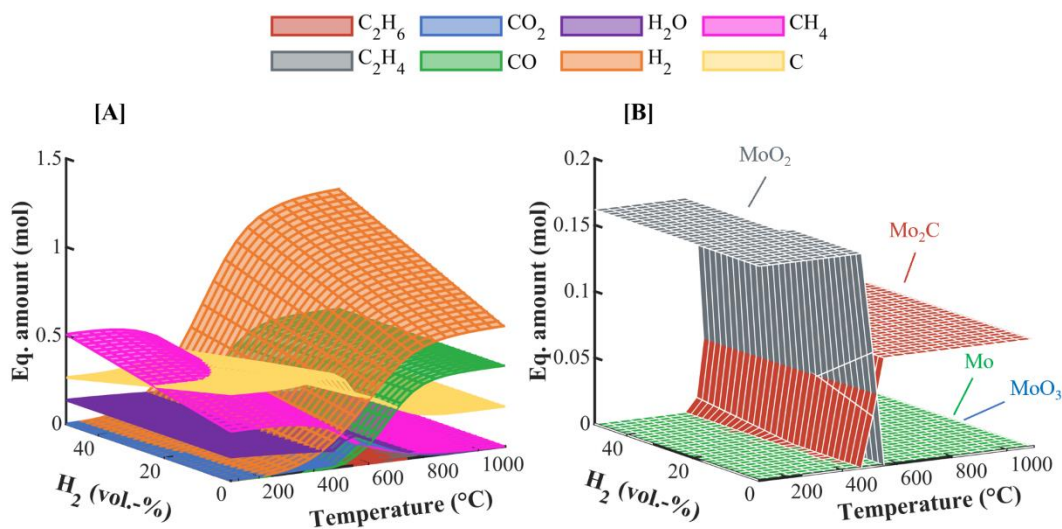 C₂H₆ CO₂ H₂O CH₄
C₂H₄ CO H₂ C
[A]
1.5
1
0.5
0
Eq. amount (mol)
40
20
0
H₂ (vol.-%)
200
400
600
800
1000
Temperature (°C)
[B]
0.2
0.15
0.1
0.05
0
Eq. amount (mol)
40
20
0
H₂ (vol.-%)
200
400
600
800
1000
Temperature (°C)
MoO₂
Mo₂C
Mo
MoO₃